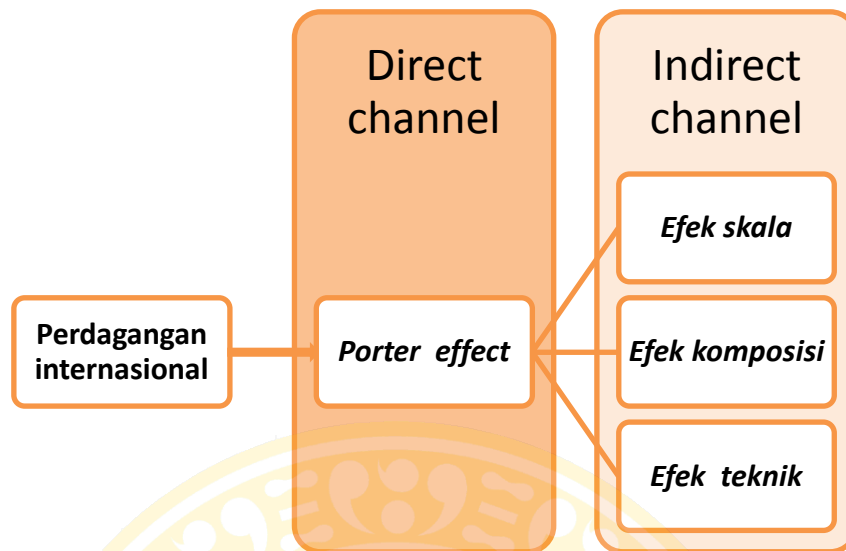 Direct
channel
Indirect
channel
Perdagangan
internasional
Porter effect
Efek skala
Efek komposisi
Efek teknik